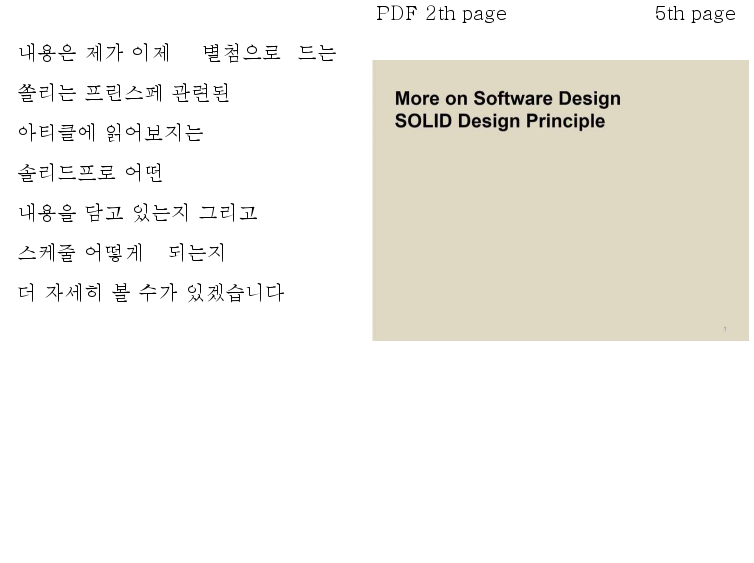 PDF 2th page 5th page
내용은 제가 이제 별첨으로 드는
쏠리는 프린스페 관련된
아티클에 읽어보지는
솔리드프로 어떤
내용을 담고 있는지 그리고
스케줄 어떻게 되는지
더 자세히 볼 수가 있겠습니다
More on Software Design
SOLID Design Principle
1